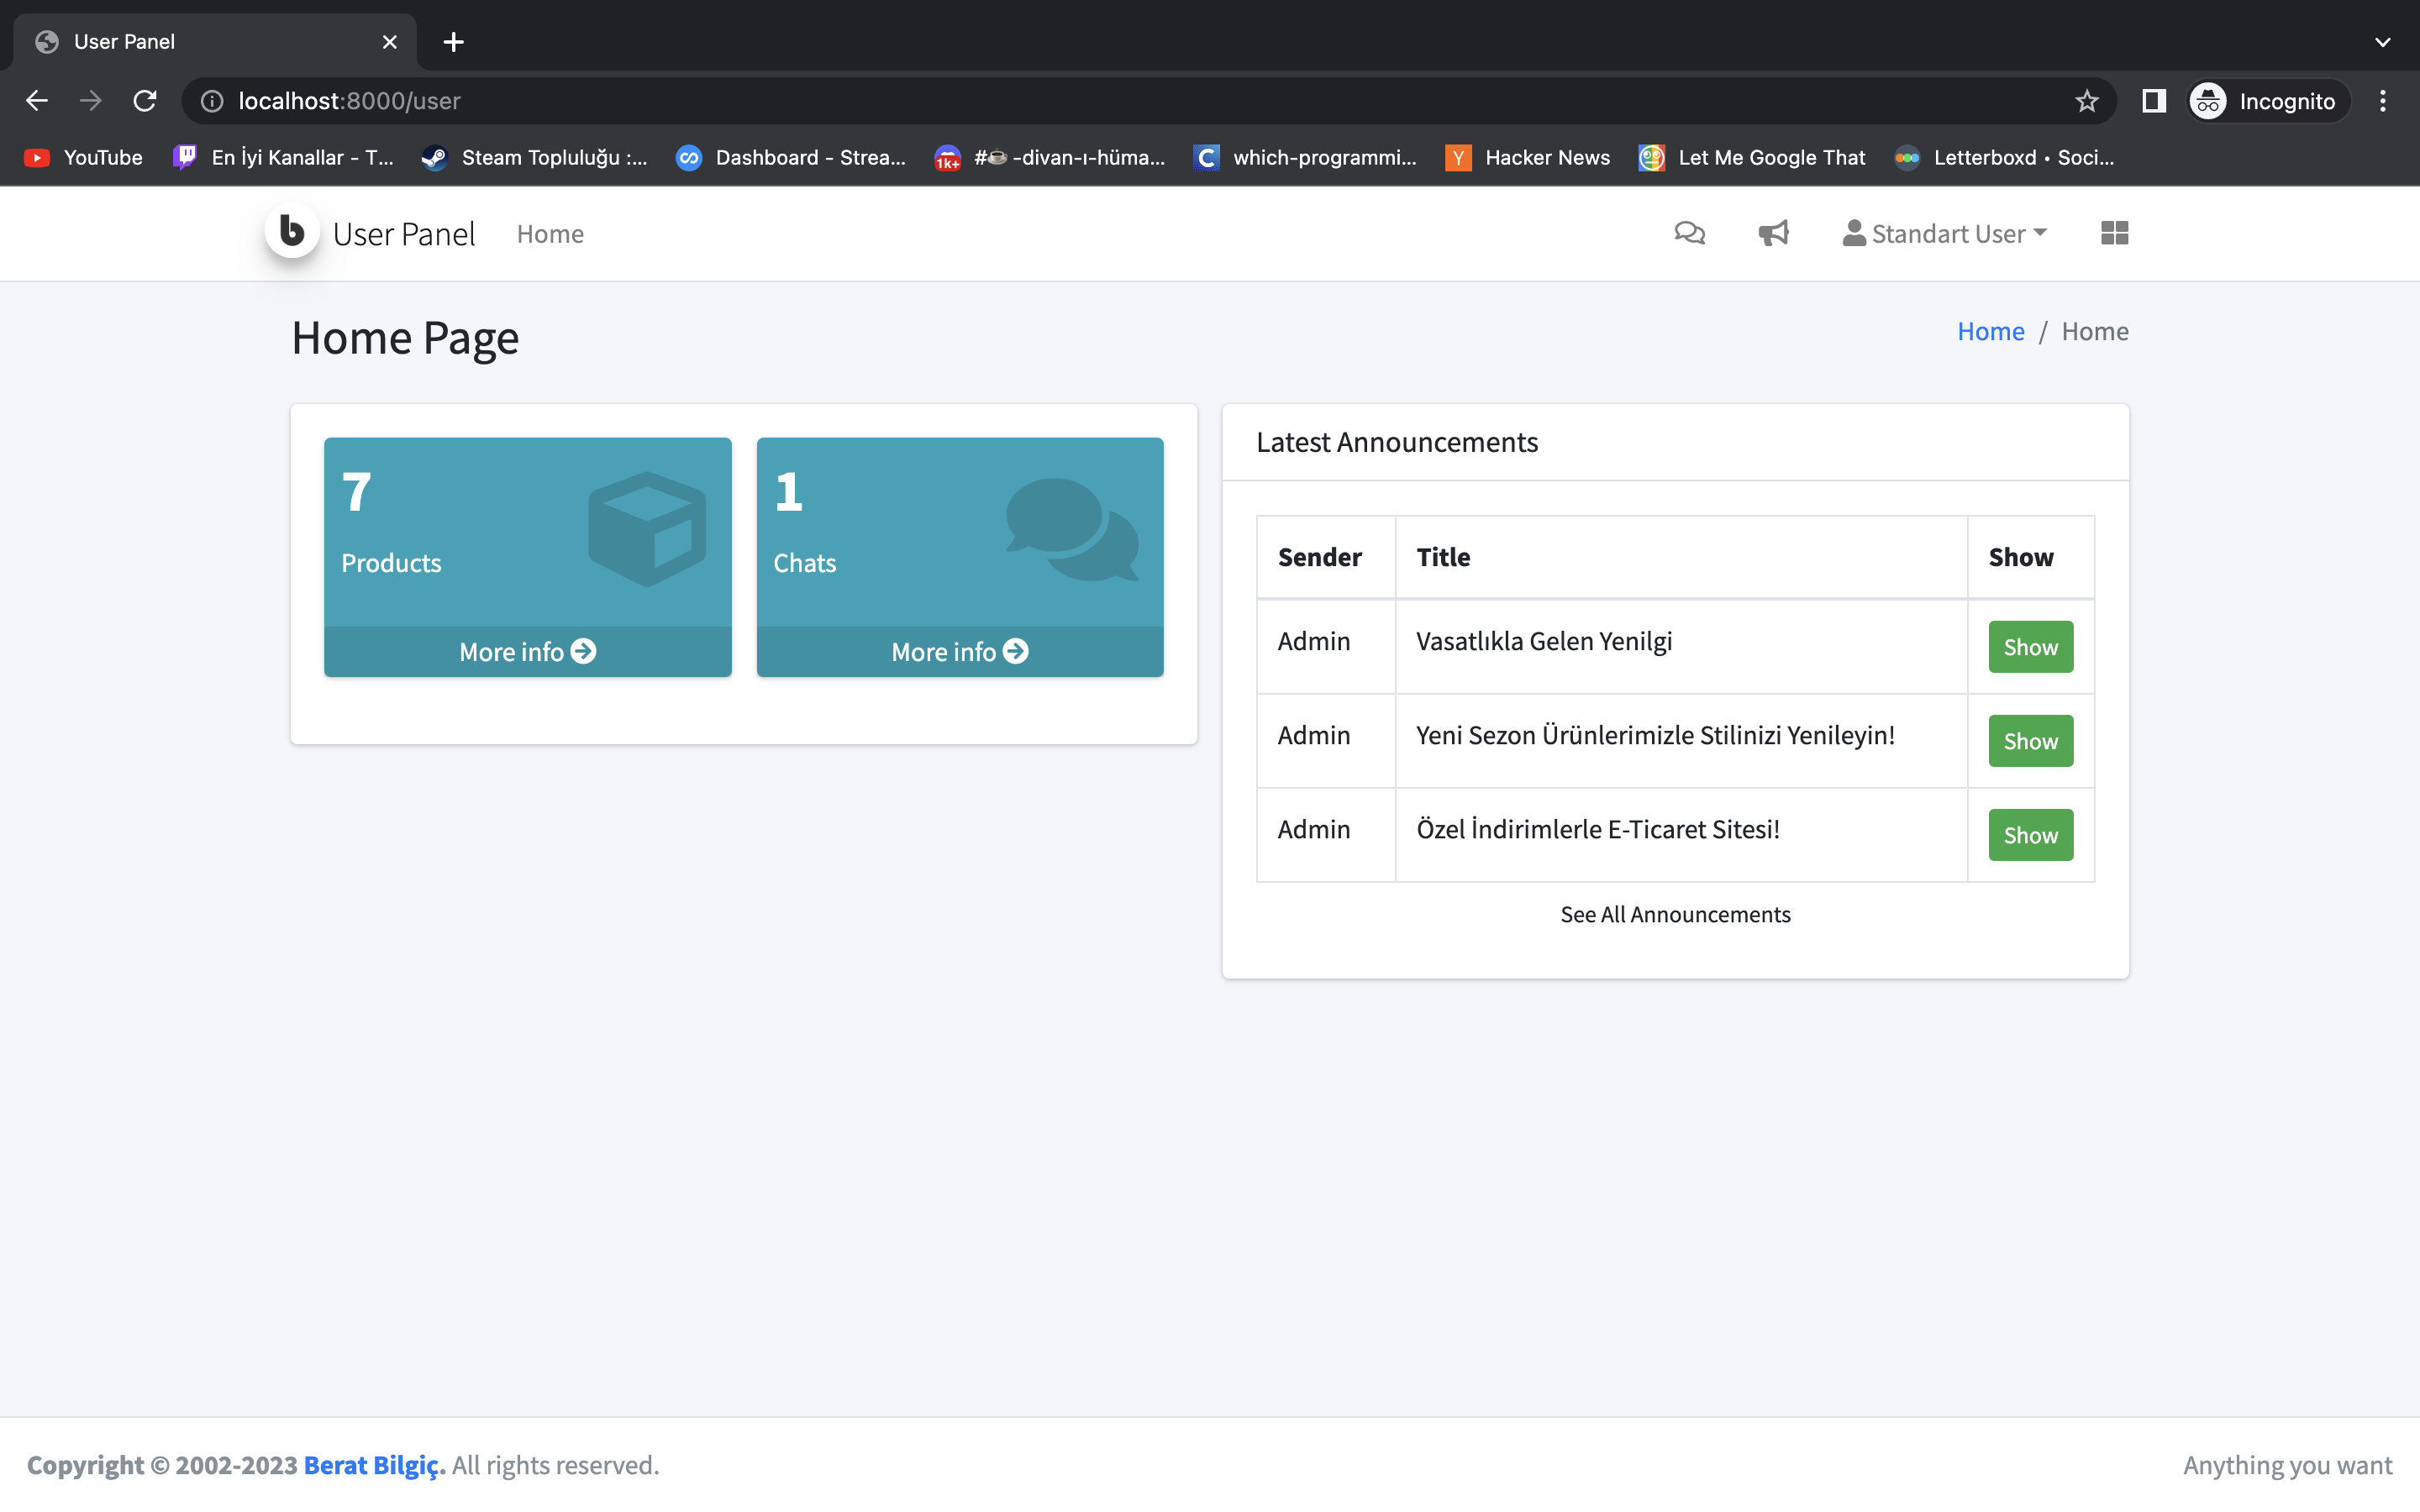 User Panel
localhost:8000/user
Incognito
YouTube
En İyi Kanallar - T...
Steam Topluluğu :...
Dashboard - Strea...
1k+
#☕-divan-ı-hüma...
C
which-programmi...
Y
Hacker News
Let Me Google That
Letterboxd • Soci...
b
User Panel
Home
Standart User
Home Page
Home / Home
7
Products
More info
1
Chats
More info
Latest Announcements
Sender Title Show
Admin Vasatlıkla Gelen Yenilgi Show
Admin Yeni Sezon Ürünlerimizle Stilinizi Yenileyin! Show
Admin Özel İndirimlerle E-Ticaret Sitesi! Show
See All Announcements
Copyright © 2002-2023 Berat Bilgiç. All rights reserved.
Anything you want